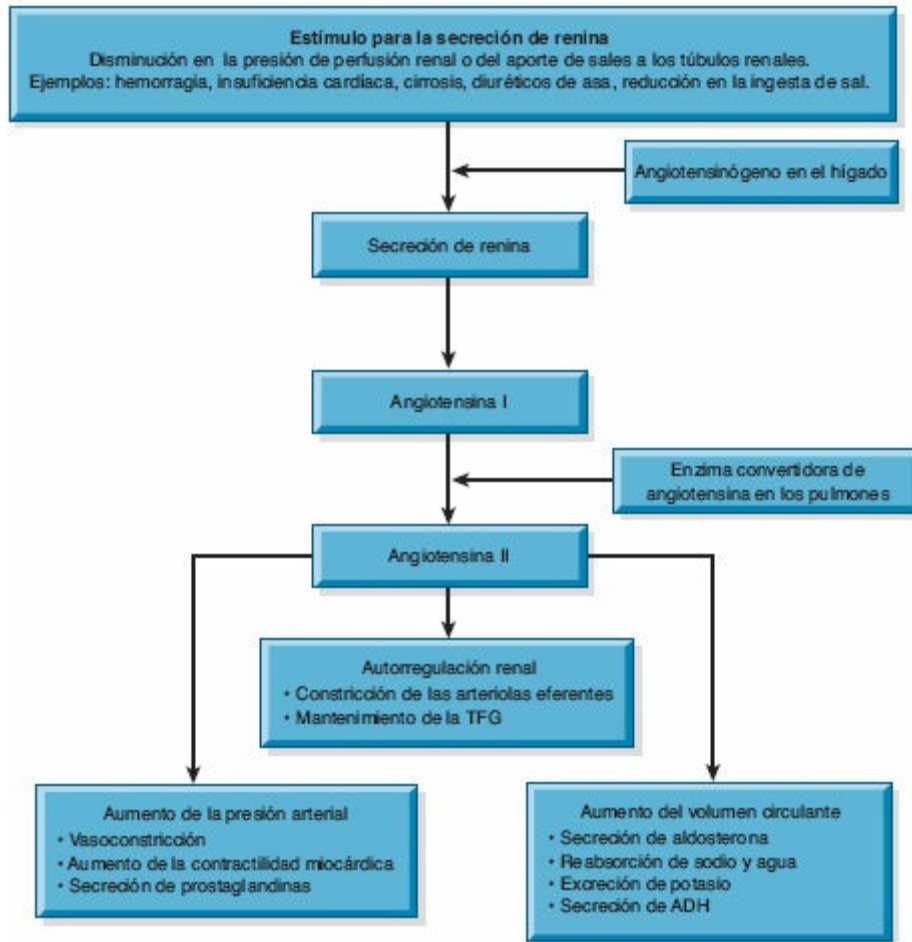 Estímulo para la secreción de renina
Disminución en la presión de perfusión renal o del aporte de sales a los túbulos renales.
Ejemplos: hemorragia, insuficiencia cardíaca, cirrosis, diuréticos de asa, reducción en la ingesta de sal.
Angiotensinógeno en el hígado
Secreción de renina
Angiotensina I
Enzima convertidora de
angiotensina en los pulmones
Angiotensina II
Autorregulación renal
• Constricción de las arteriolas eferentes
• Mantenimiento de la TFG
Aumento de la presión arterial
• Vasoconstricción
• Aumento de la contractilidad miocárdica
• Secreción de prostaglandinas
Aumento del volumen circulante
• Secreción de aldosterona
• Reabsorción de sodio y agua
• Excreción de potasio
• Secreción de ADH